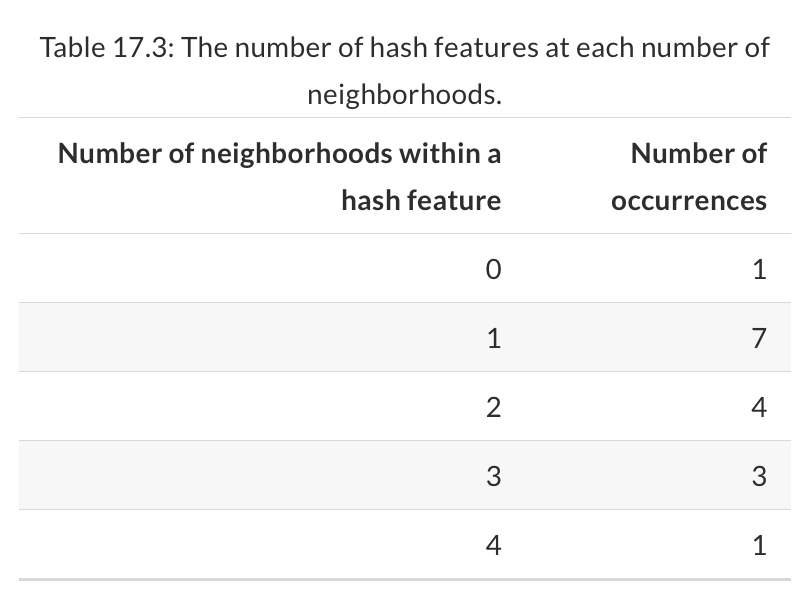 Table 17.3: The number of hash features at each number of
neighborhoods.
Number of neighborhoods within a
hash feature
Number of
occurrences
0 1
1 7
2 4
3 3
4 1